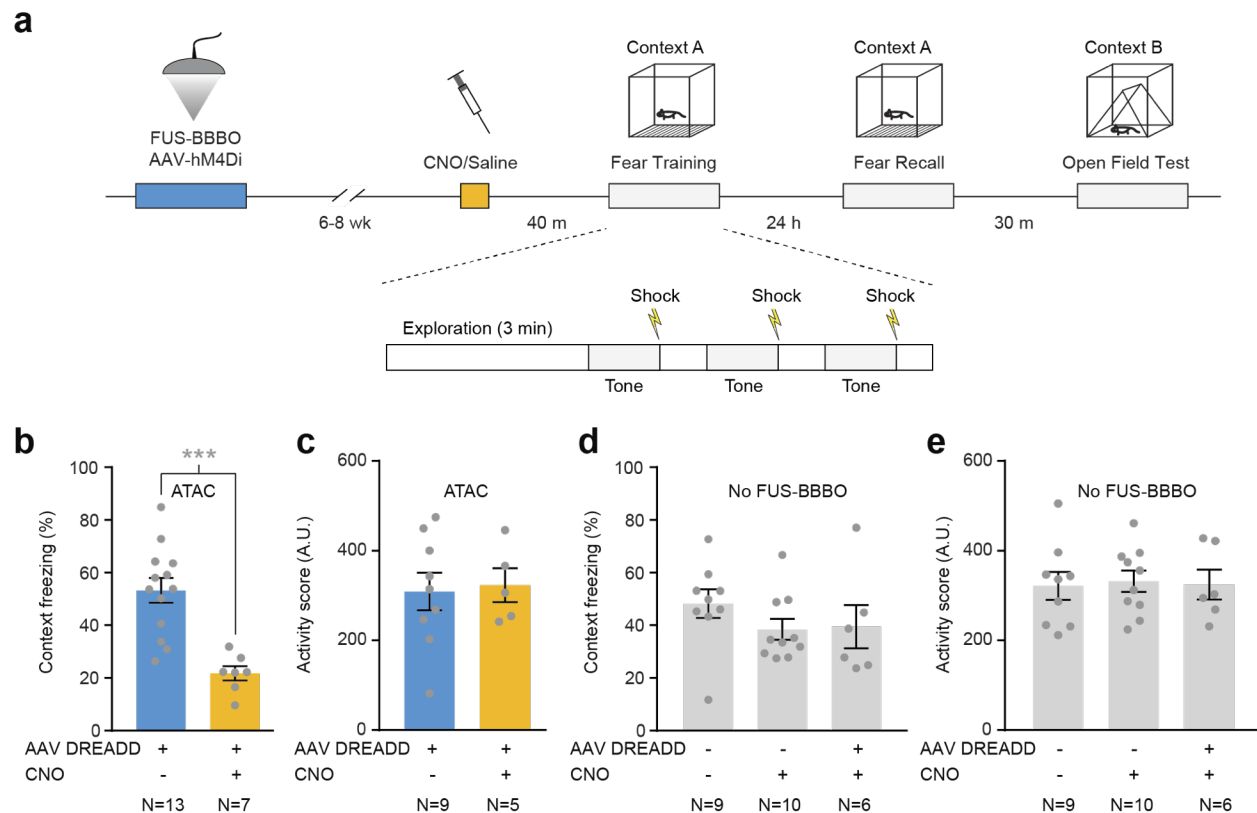 a
Context A
Context A
Context B
FUS-BBBO
AAV-hM4Di
CNO/Saline
Fear Training
Fear Recall
Open Field Test
6-8 wk
40 m
24 h
30 m
Shock
Shock
Shock
Exploration (3 min)
Tone
Tone
Tone
b
***
ATAC
Context freezing (%)
100
80
60
40
20
0
AAV DREADD + +
CNO - +
N=13 N=7
c
ATAC
Activity score (A.U.)
600
400
200
0
AAV DREADD + +
CNO - +
N=9 N=5
d
No FUS-BBBO
Context freezing (%)
100
80
60
40
20
0
AAV DREADD - - +
CNO - + +
N=9 N=10 N=6
e
No FUS-BBBO
Activity score (A.U.)
600
400
200
0
AAV DREADD - - +
CNO - + +
N=9 N=10 N=6